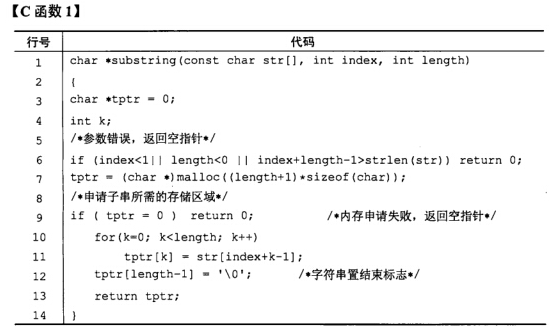 【C 函数 1】
行号 代码
1 char *substring(const char str[], int index, int length)
2 {
3 char *tptr = 0;
4 int k;
5 /*参数错误，返回空指针*/
6 if (index<1|| length<0 || index+length-1>strlen(str)) return 0;
7 tptr = (char *)malloc((length+1)*sizeof(char));
8 /*申请子串所需的存储区域*/
9 if ( tptr = 0 ) return 0; /*内存申请失败，返回空指针*/
10 for(k=0; k<length; k++)
11 tptr[k] = str[index+k-1];
12 tptr[length-1] = '\0'; /*字符串置结束标志*/
13 return tptr;
14 }